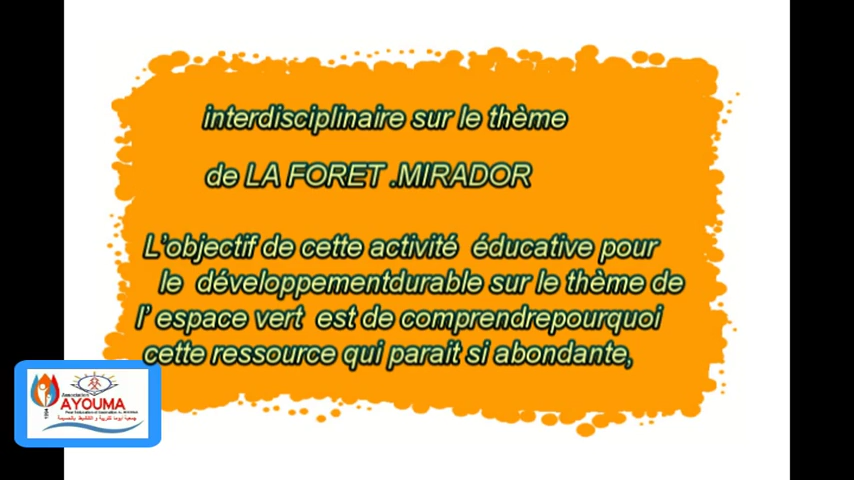 interdisciplinaire sur le thème
de LA FORET .MIRADOR
L'objectif de cette activité éducative pour
le développementdurable sur le thème de
l' espace vert est de comprendrepourquoi
cette ressource qui parait si abondante,
Association
AYOUMA